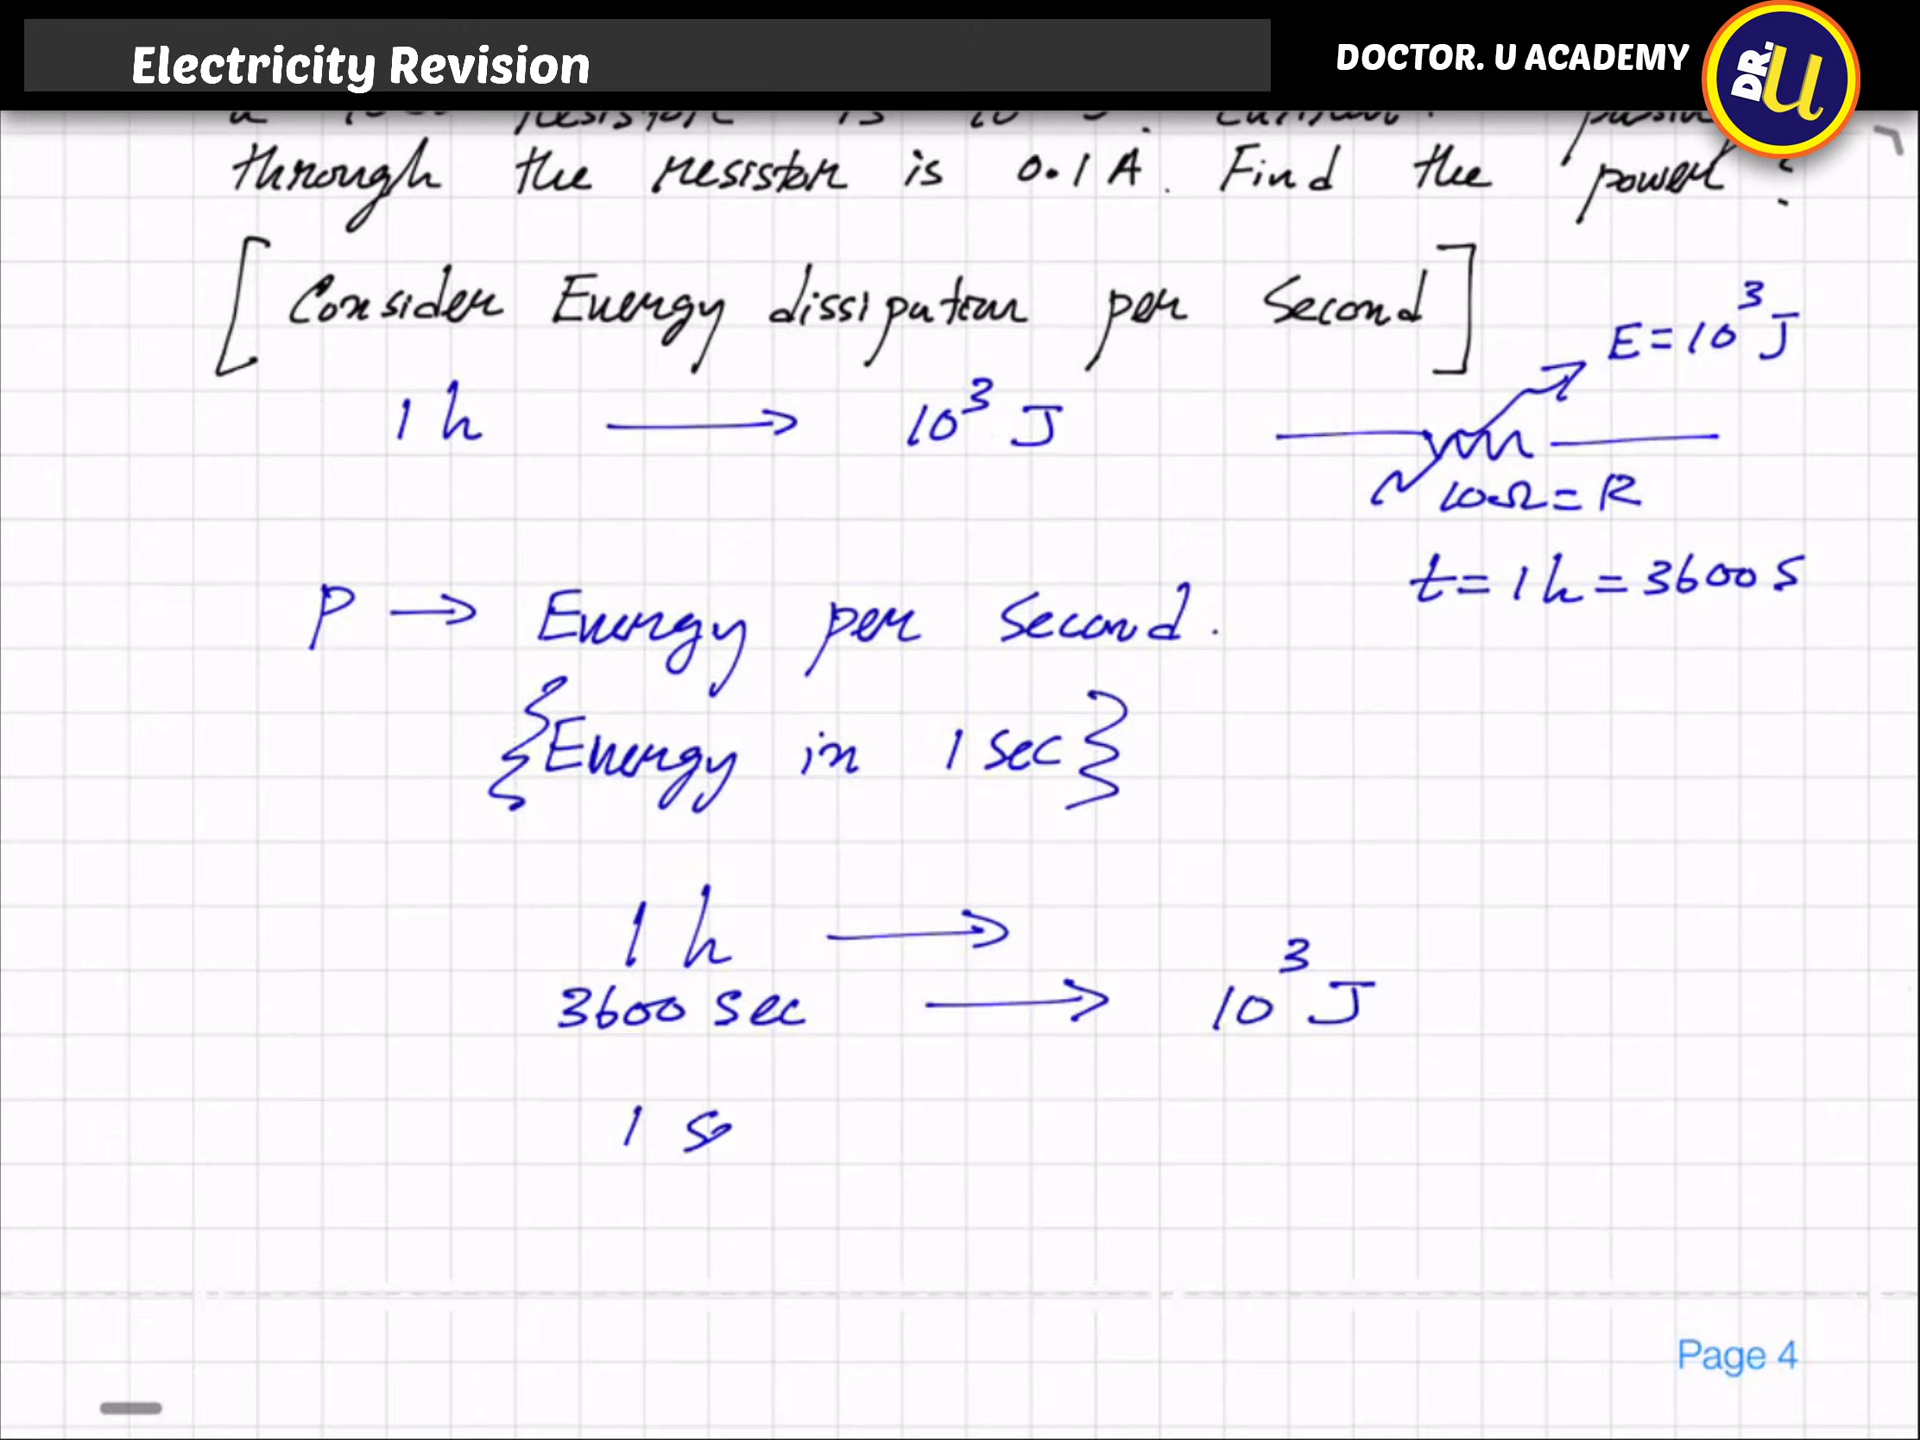 Electricity Revision
DOCTOR. U ACADEMY
DR. U
resistor is
through the resistor is 0.1 A. Find the power?
[Consider Energy dissipation per Second]
E = 10³ J
1 h → 10³ J
10Ω = R
t = 1 h = 3600 S
P → Energy per Second.
{Energy in 1 sec}
1 h →
3600 sec → 10³ J
1 s
Page 4